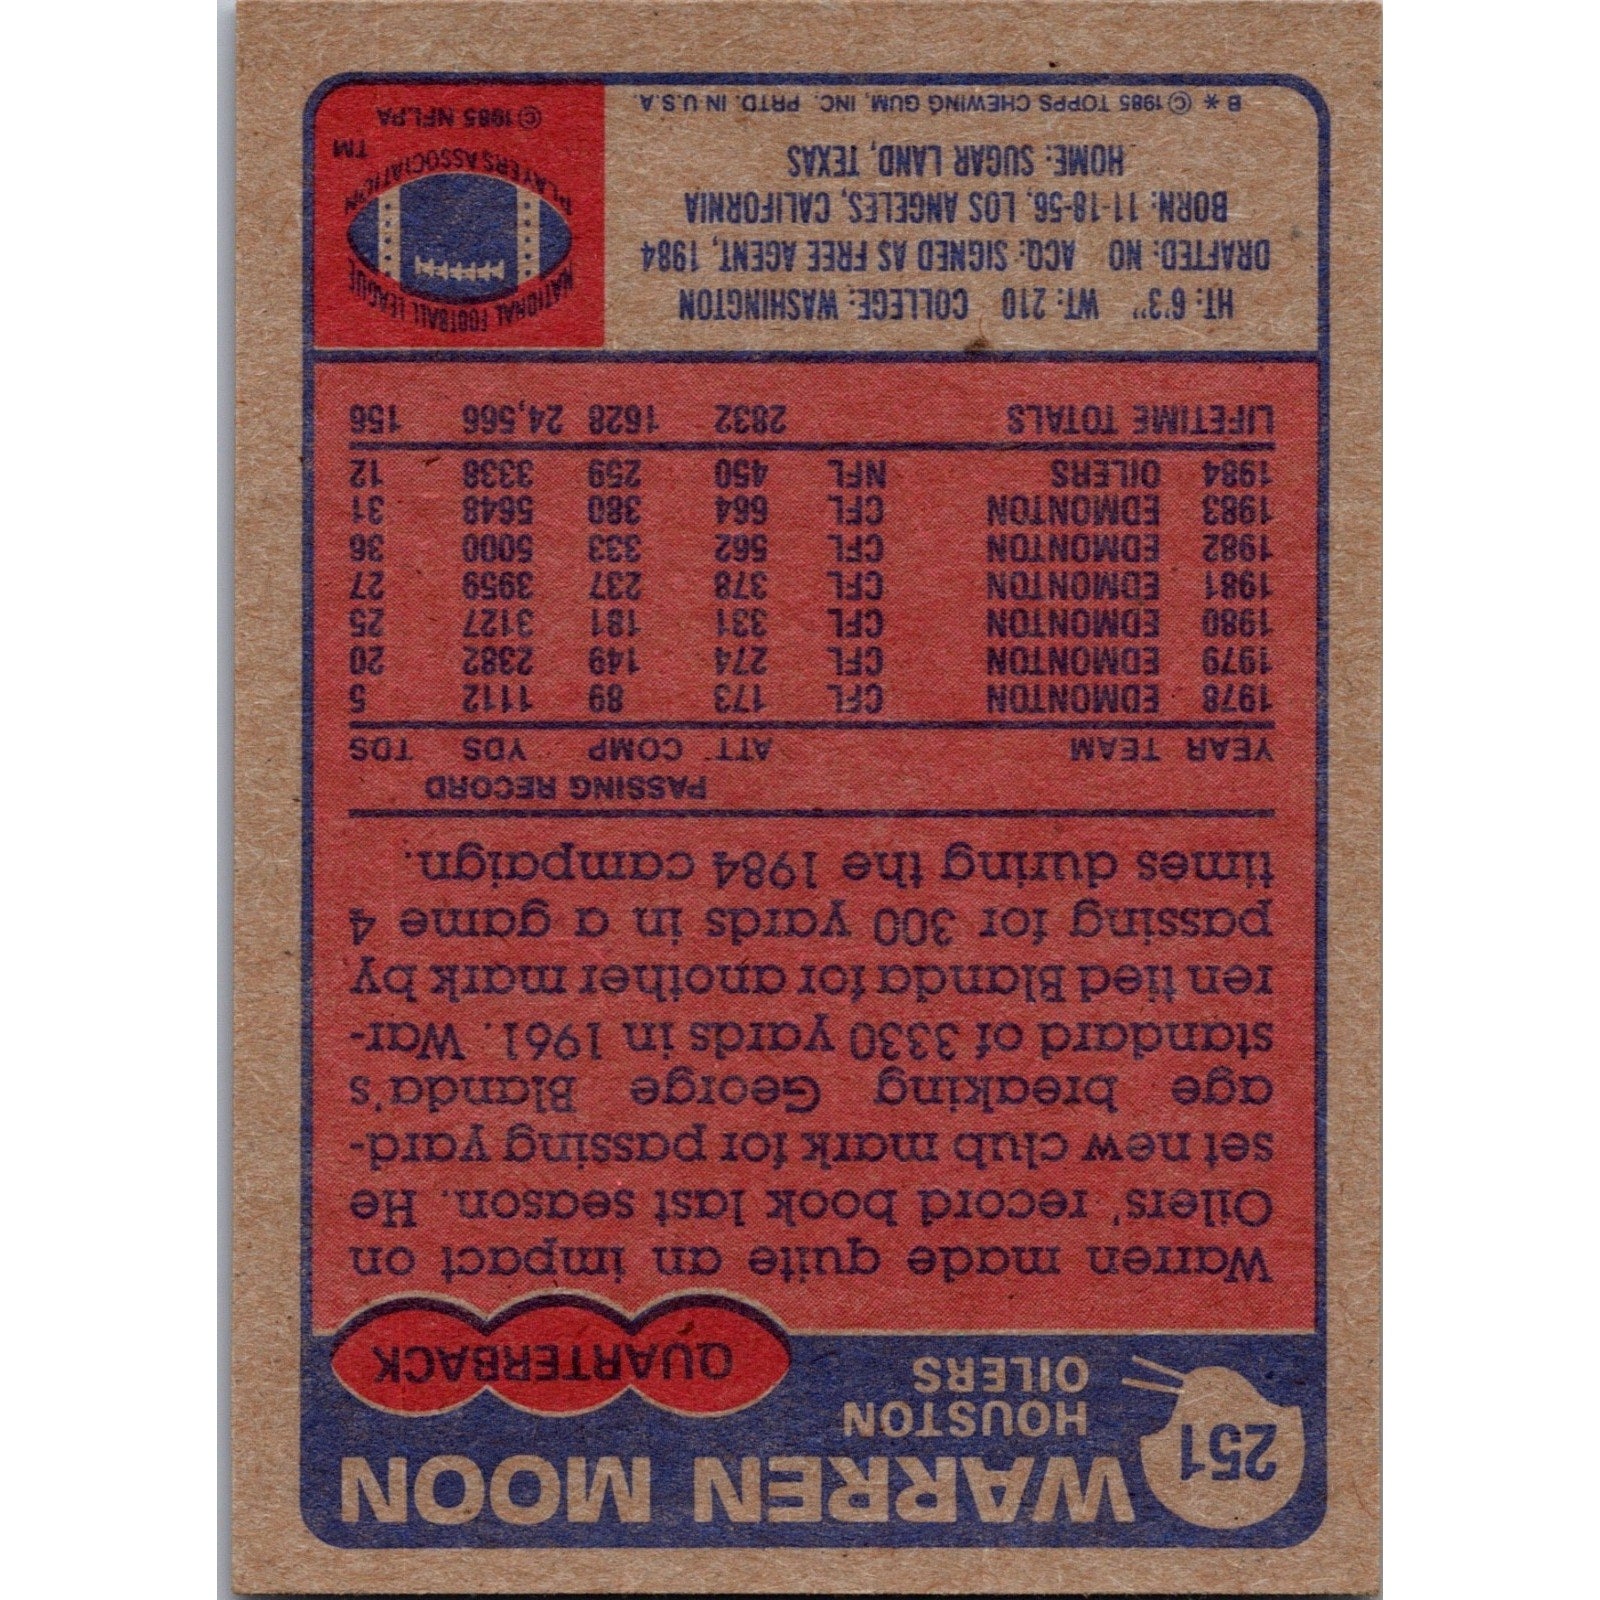 251
WARREN MOON
HOUSTON
OILERS
QUARTERBACK
Warren made quite an impact on
Oilers' record book last season. He
set new club mark for passing yard-
age breaking George Blanda's
standard of 3330 yards in 1961. War-
ren tied Blanda for another mark by
passing for 300 yards in a game 4
times during the 1984 campaign.
PASSING RECORD
YEAR TEAM ATT COMP YDS TDS
1978 EDMONTON CFL 173 89 1112 5
1979 EDMONTON CFL 274 149 2382 20
1980 EDMONTON CFL 331 181 3127 25
1981 EDMONTON CFL 378 237 3959 27
1982 EDMONTON CFL 562 333 5000 36
1983 EDMONTON CFL 664 380 5648 31
1984 OILERS NFL 450 259 3338 12
LIFETIME TOTALS 2832 1628 24,566 156
HT: 6'3" WT: 210 COLLEGE: WASHINGTON
DRAFTED: NO ACQ: SIGNED AS FREE AGENT, 1984
BORN: 11-18-56, LOS ANGELES, CALIFORNIA
HOME: SUGAR LAND, TEXAS
B * © 1985 TOPPS CHEWING GUM, INC. PRTD. IN U.S.A.
NATIONAL FOOTBALL LEAGUE
PLAYERS ASSOCIATION
TM
© 1985 NFLPA